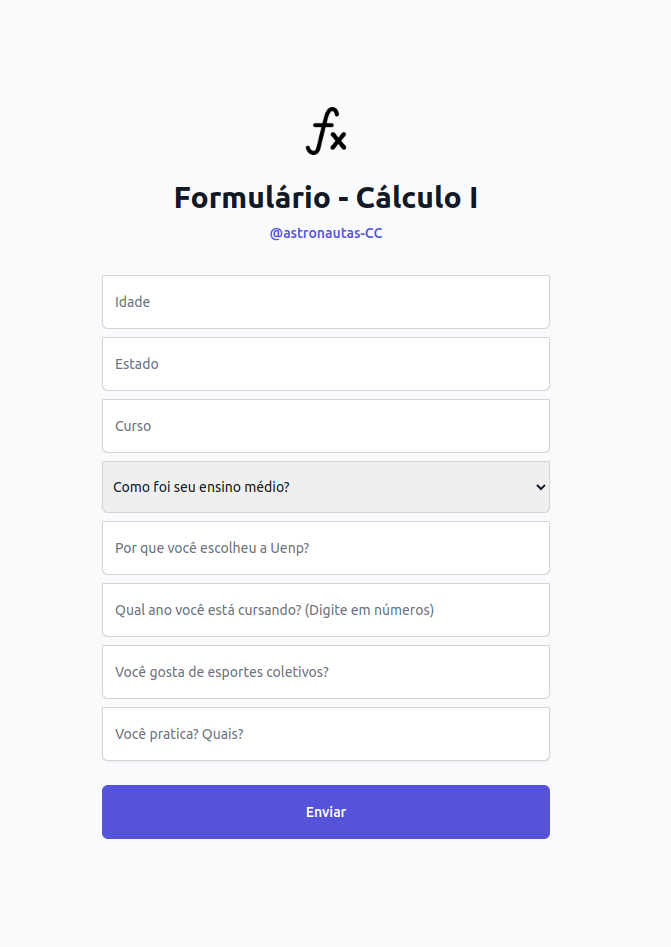 fx
Formulário - Cálculo I
@astronautas-CC
Idade
Estado
Curso
Como foi seu ensino médio?
Por que você escolheu a Uenp?
Qual ano você está cursando? (Digite em números)
Você gosta de esportes coletivos?
Você pratica? Quais?
Enviar